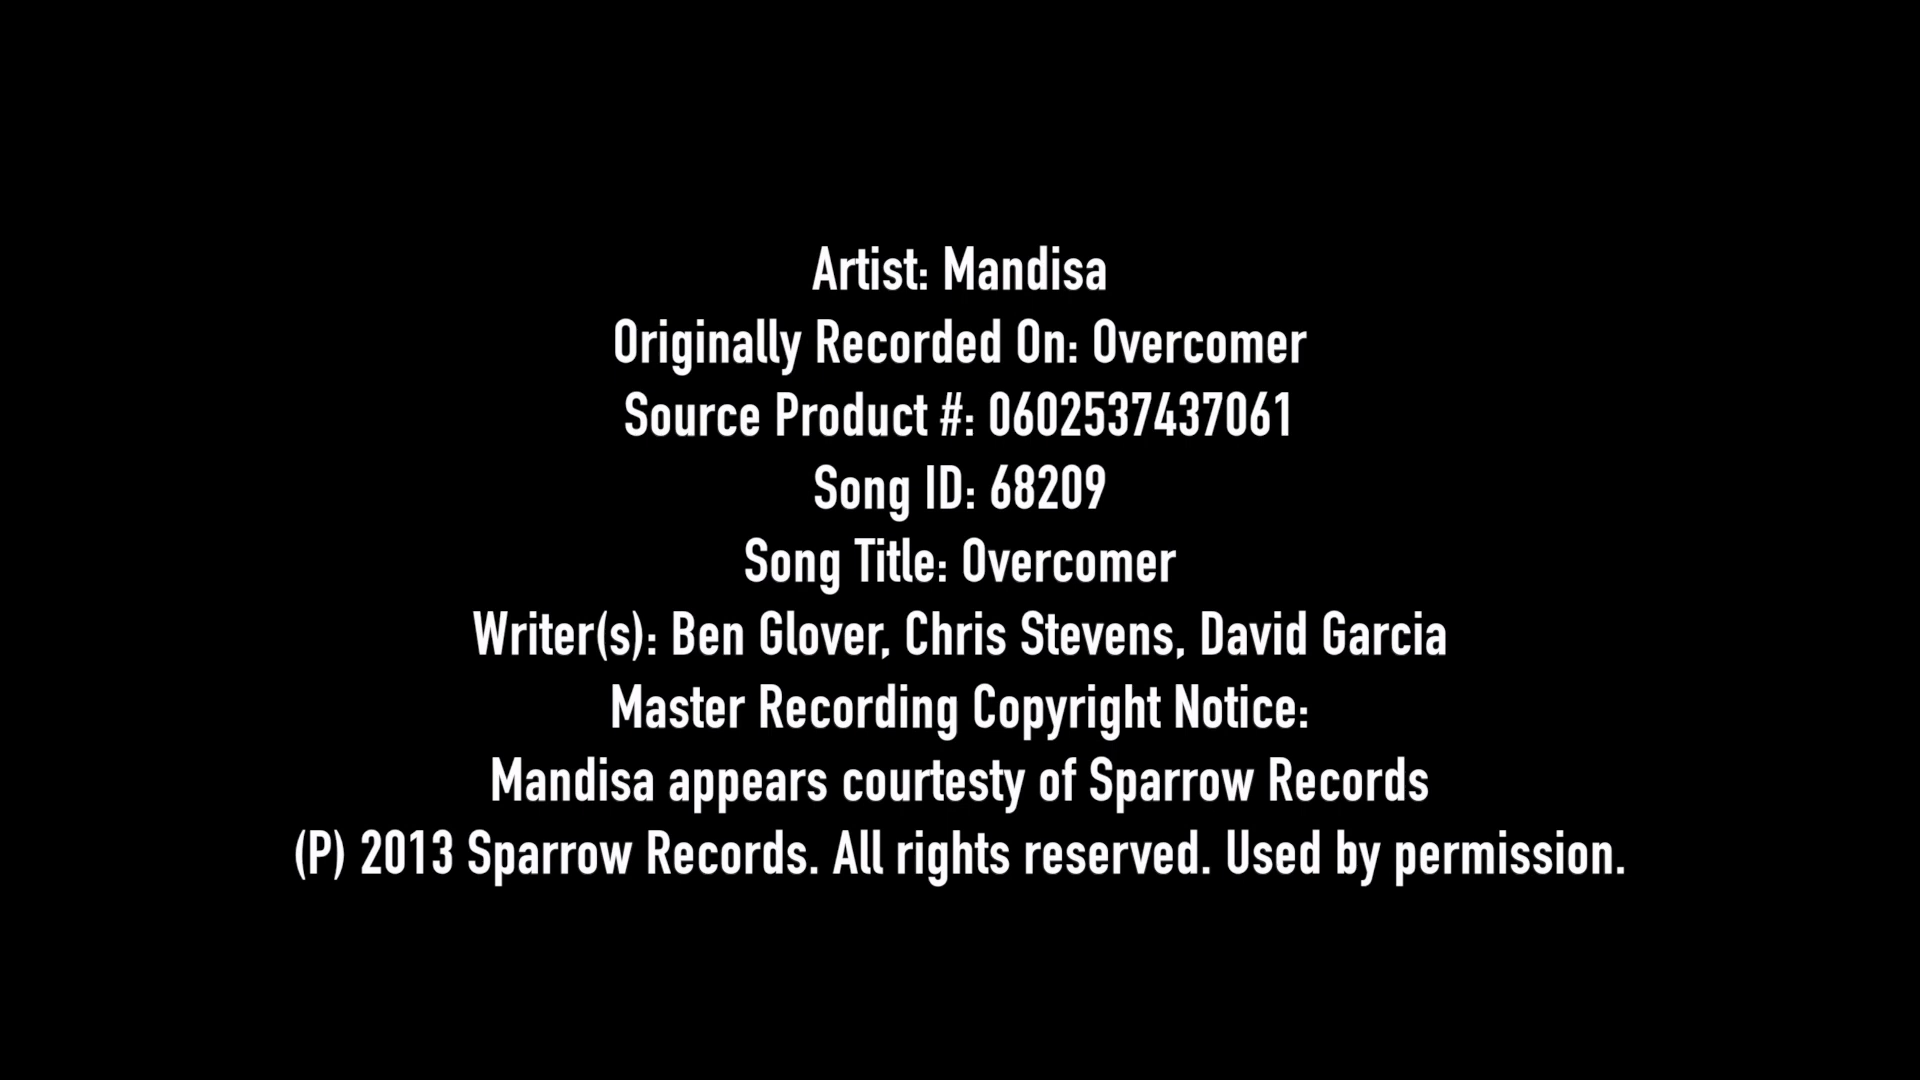 Artist: Mandisa
Originally Recorded On: Overcomer
Source Product #: 0602537437061
Song ID: 68209
Song Title: Overcomer
Writer(s): Ben Glover, Chris Stevens, David Garcia
Master Recording Copyright Notice:
Mandisa appears courtesty of Sparrow Records
(P) 2013 Sparrow Records. All rights reserved. Used by permission.